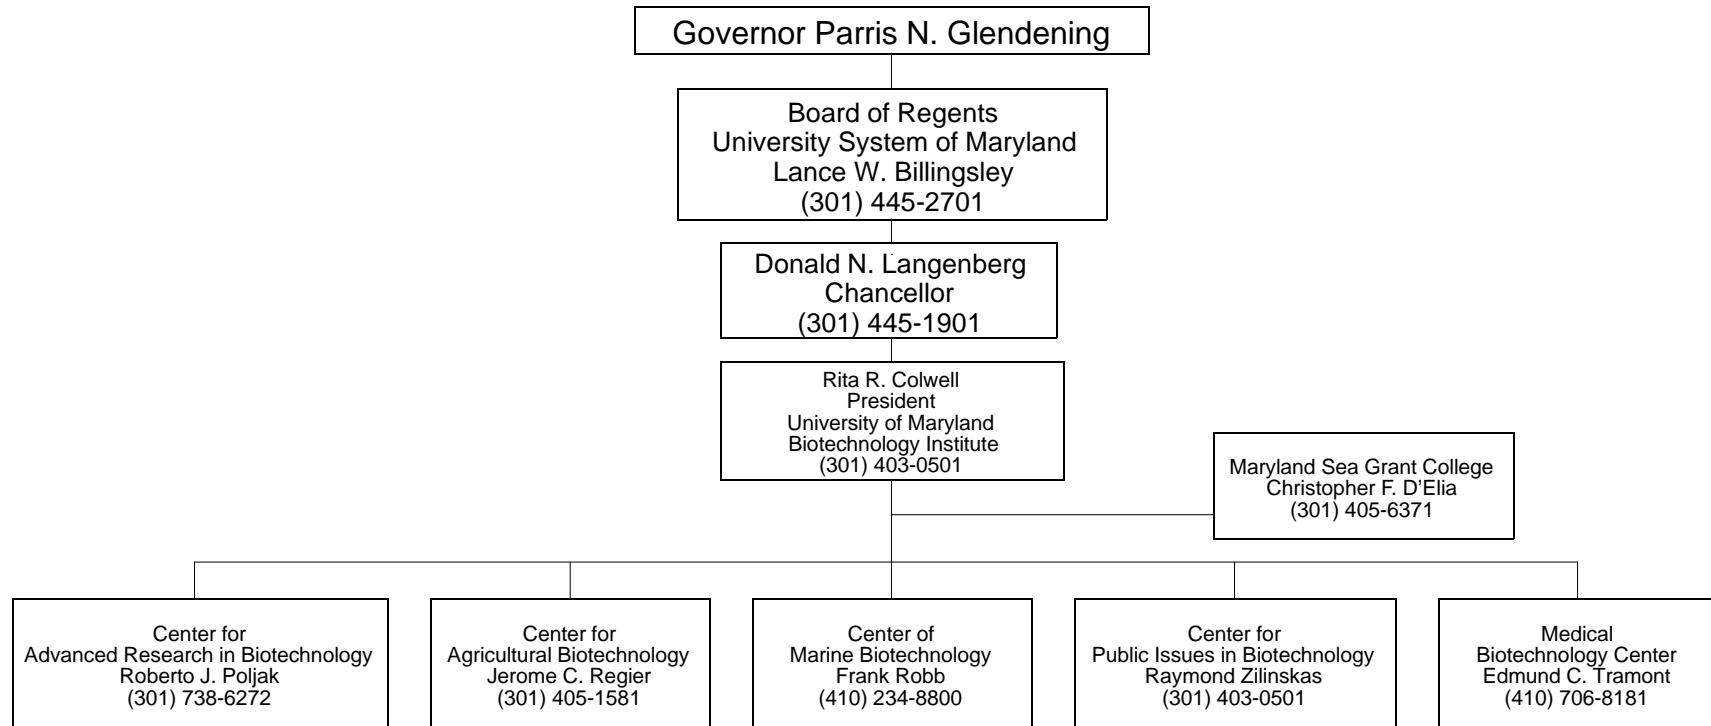 Governor Parris N. Glendening
Board of Regents
University System of Maryland
Lance W. Billingsley
(301) 445-2701
Donald N. Langenberg
Chancellor
(301) 445-1901
Rita R. Colwell
President
University of Maryland
Biotechnology Institute
(301) 403-0501
Maryland Sea Grant College
Christopher F. D'Elia
(301) 405-6371
Center for
Advanced Research in Biotechnology
Roberto J. Poljak
(301) 738-6272
Center for
Agricultural Biotechnology
Jerome C. Regier
(301) 405-1581
Center of
Marine Biotechnology
Frank Robb
(410) 234-8800
Center for
Public Issues in Biotechnology
Raymond Zilinskas
(301) 403-0501
Medical
Biotechnology Center
Edmund C. Tramont
(410) 706-8181